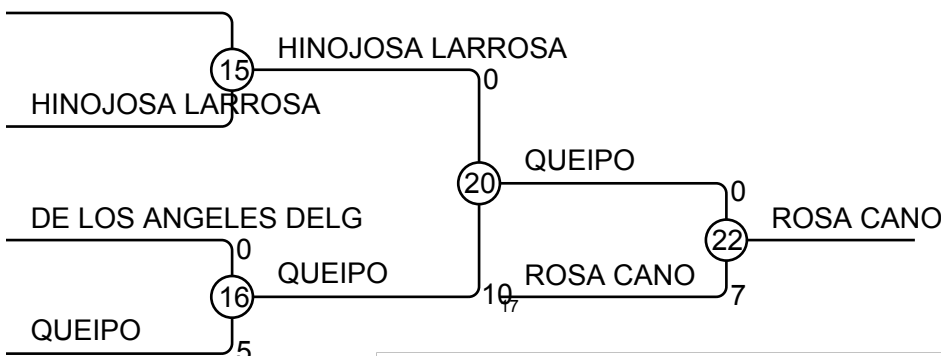 HINOJOSA LARROSA
15
0
HINOJOSA LARROSA
QUEIPO
20
0
DE LOS ANGELES DELG
ROSA CANO
0
22
QUEIPO
ROSA CANO
16
10
17
7
QUEIPO
5